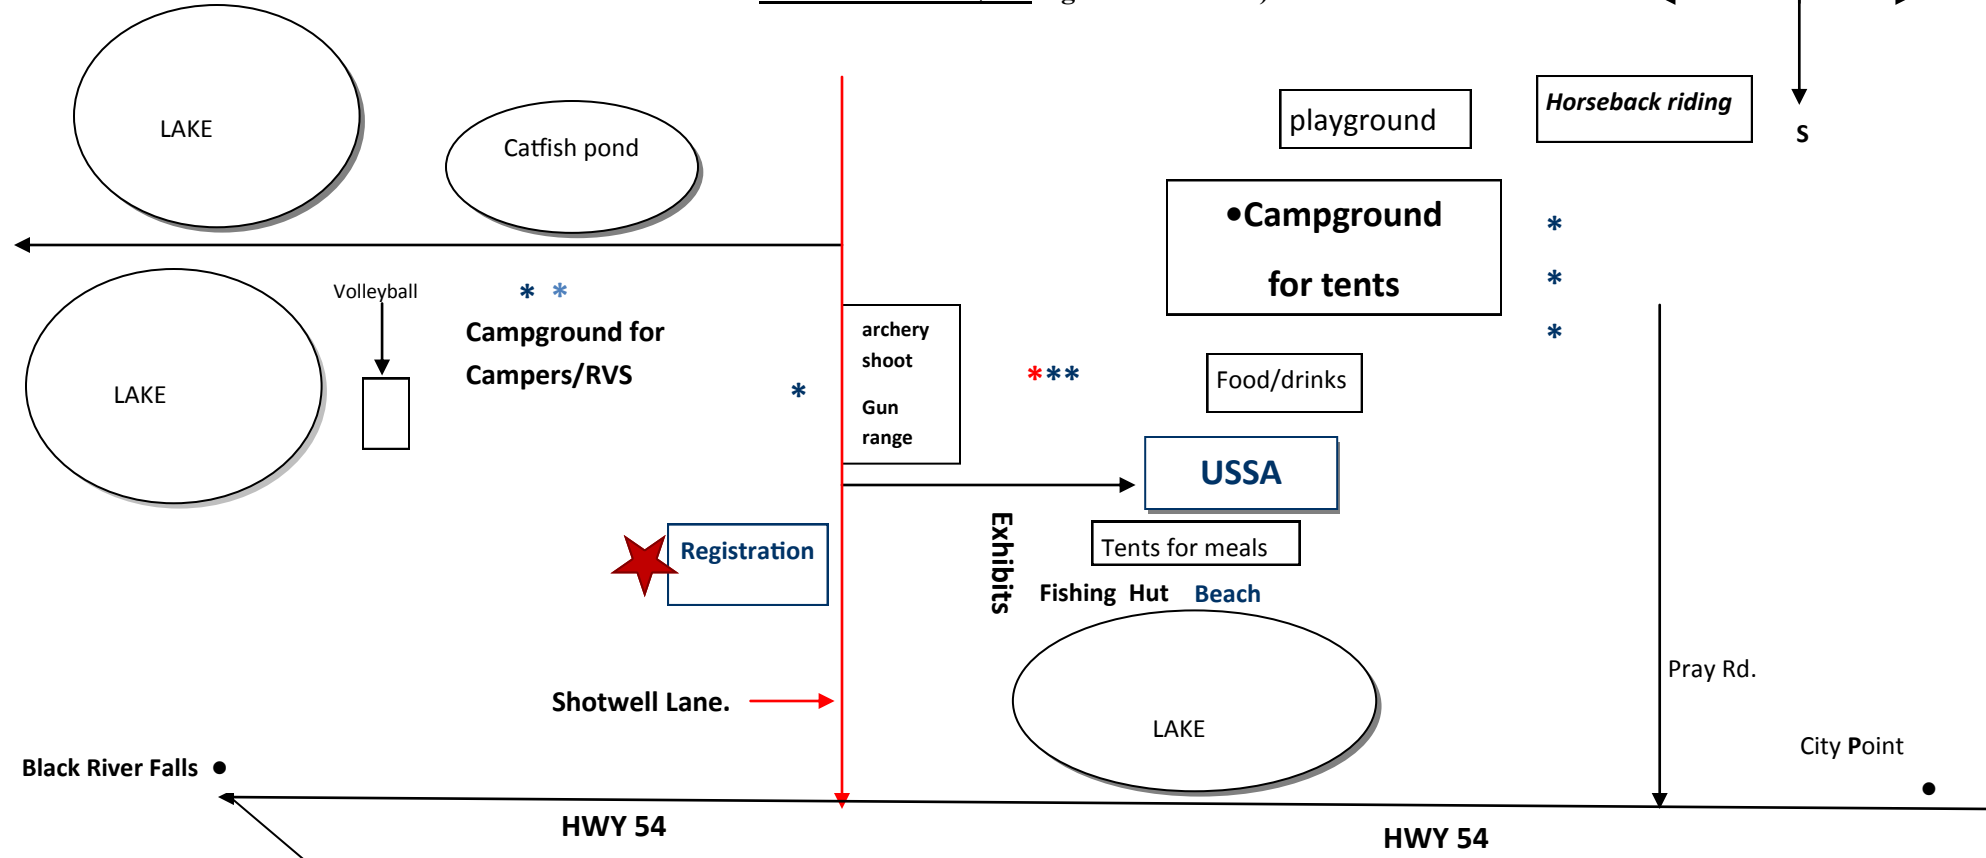 LAKE
Catfish pond
playground
Horseback riding
S
•Campground
for tents
*
*
*
Volleyball
* *
Campground for
Campers/RVS
LAKE
*
archery
shoot
Gun
range
***
Food/drinks
USSA
Registration
Exhibits
Tents for meals
Fishing Hut Beach
Shotwell Lane.
LAKE
Pray Rd.
City Point
Black River Falls
HWY 54
HWY 54